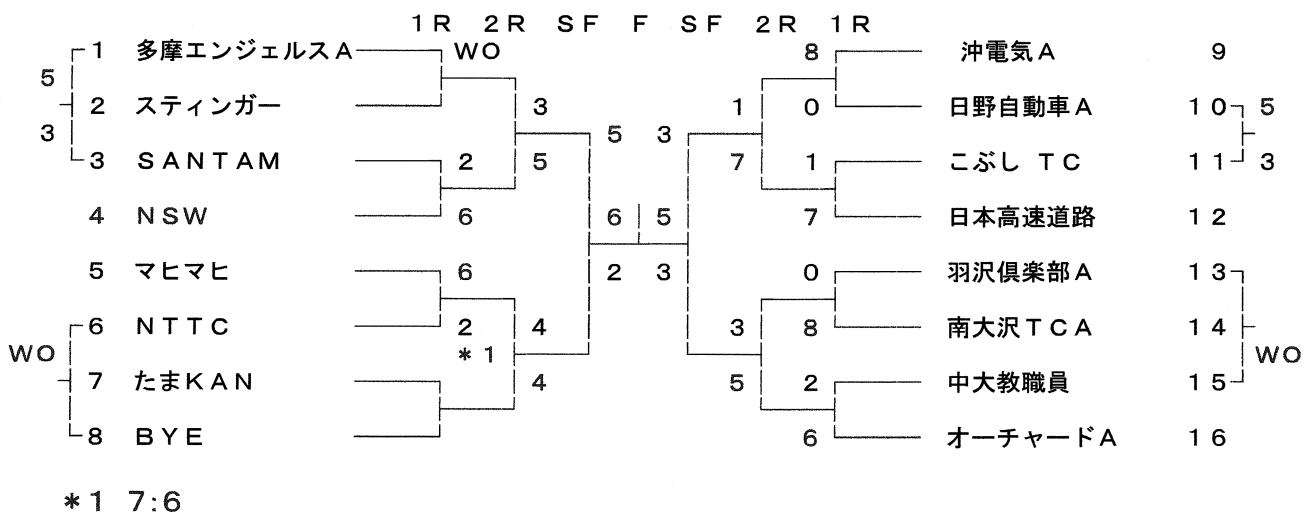 1R 2R SF F SF 2R 1R
1 多摩エンジェルスA WO 8 沖電気A 9
5
2 スティンガー 3 1 0 日野自動車A 10 5
3 5 3
3 SANTAM 2 5 7 1 こぶし TC 11 3
4 NSW 6 6 5 7 日本高速道路 12
5 マヒマヒ 6 2 3 0 羽沢倶楽部A 13
6 NTTC 2 4 3 8 南大沢TCA 14
WO *1 WO
7 たまKAN 4 5 2 中大教職員 15
8 BYE 6 オーチャードA 16
*1 7:6